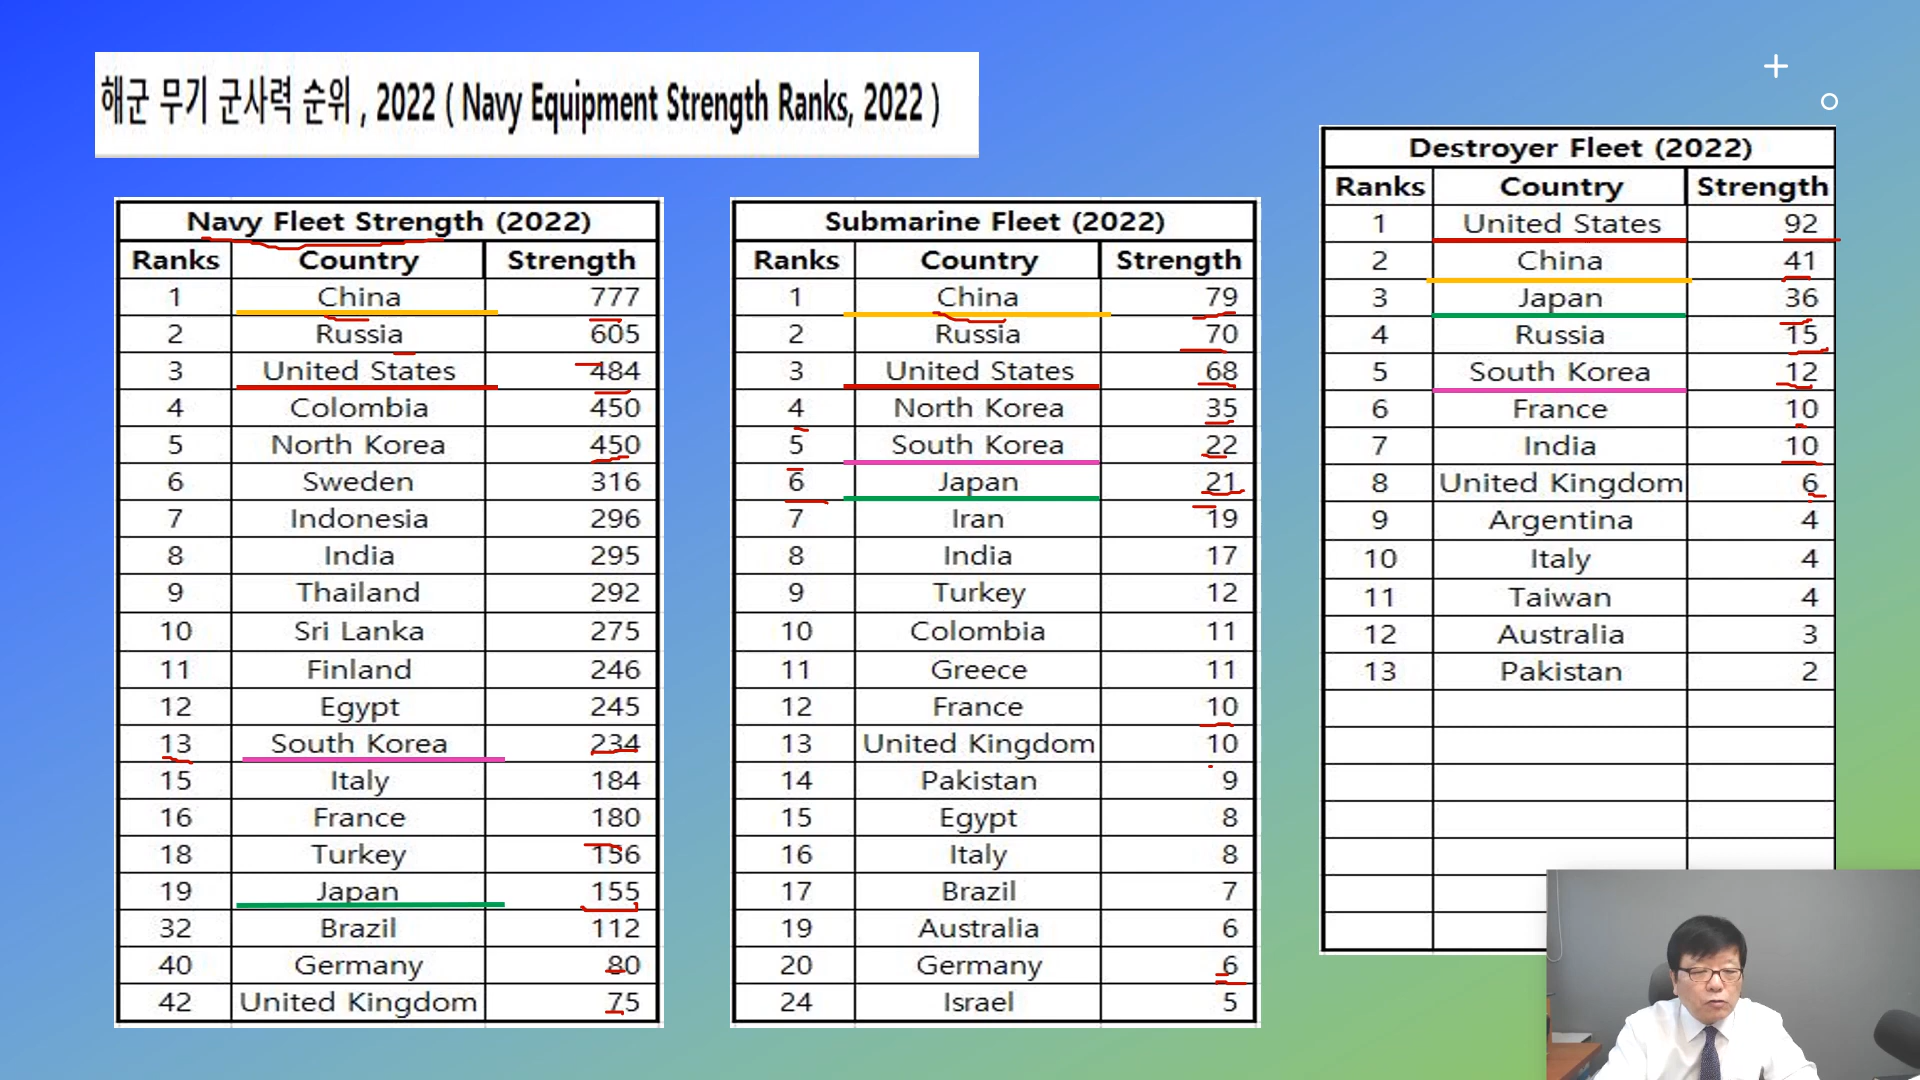 해군 무기 군사력 순위 , 2022 ( Navy Equipment Strength Ranks, 2022 )
Navy Fleet Strength (2022)
Ranks Country Strength
1 China 777
2 Russia 605
3 United States 484
4 Colombia 450
5 North Korea 450
6 Sweden 316
7 Indonesia 296
8 India 295
9 Thailand 292
10 Sri Lanka 275
11 Finland 246
12 Egypt 245
13 South Korea 234
15 Italy 184
16 France 180
18 Turkey 156
19 Japan 155
32 Brazil 112
40 Germany 80
42 United Kingdom 75
Submarine Fleet (2022)
Ranks Country Strength
1 China 79
2 Russia 70
3 United States 68
4 North Korea 35
5 South Korea 22
6 Japan 21
7 Iran 19
8 India 17
9 Turkey 12
10 Colombia 11
11 Greece 11
12 France 10
13 United Kingdom 10
14 Pakistan 9
15 Egypt 8
16 Italy 8
17 Brazil 7
19 Australia 6
20 Germany 6
24 Israel 5
Destroyer Fleet (2022)
Ranks Country Strength
1 United States 92
2 China 41
3 Japan 36
4 Russia 15
5 South Korea 12
6 France 10
7 India 10
8 United Kingdom 6
9 Argentina 4
10 Italy 4
11 Taiwan 4
12 Australia 3
13 Pakistan 2